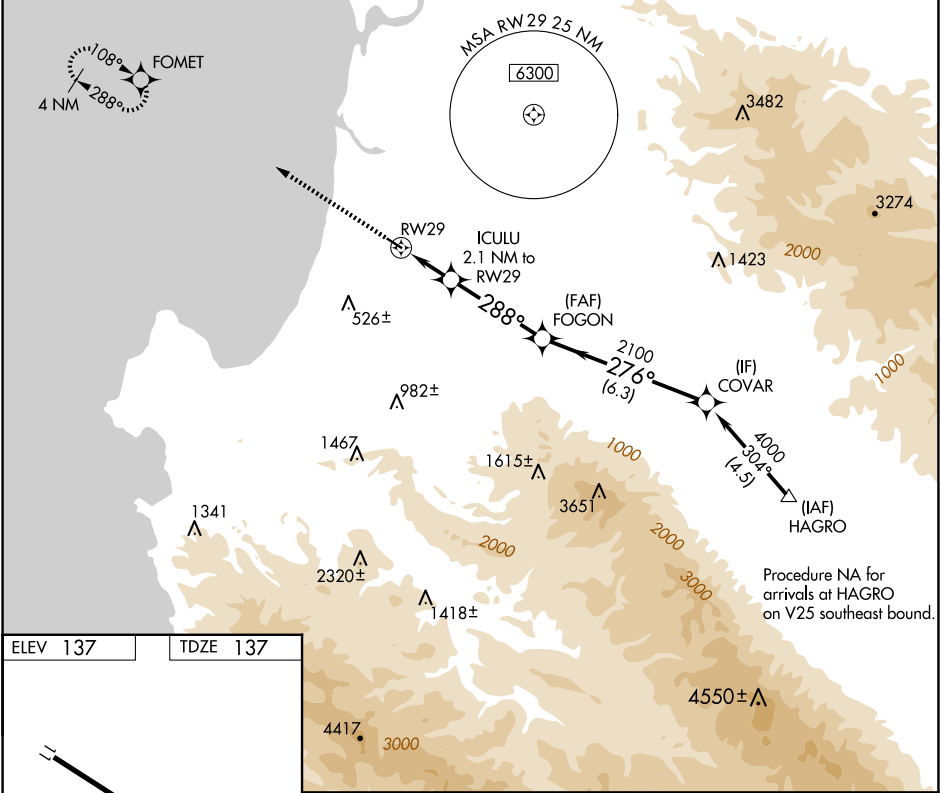 MSA RW29 25 NM
6300
108°
FOMET
4 NM
288°
3482
3274
RW29
ICULU
2.1 NM to
RW29
1423
2000
526±
288°
(FAF)
FOGON
2100
276°
(6.3)
(IF)
COVAR
1000
982±
4000
304°
(4.5)
1467
1615±
1000
3651
(IAF)
HAGRO
1341
2000
2000
2320±
3000
1418±
Procedure NA for
arrivals at HAGRO
on V25 southeast bound.
ELEV 137
TDZE 137
4550±
4417
3000
11